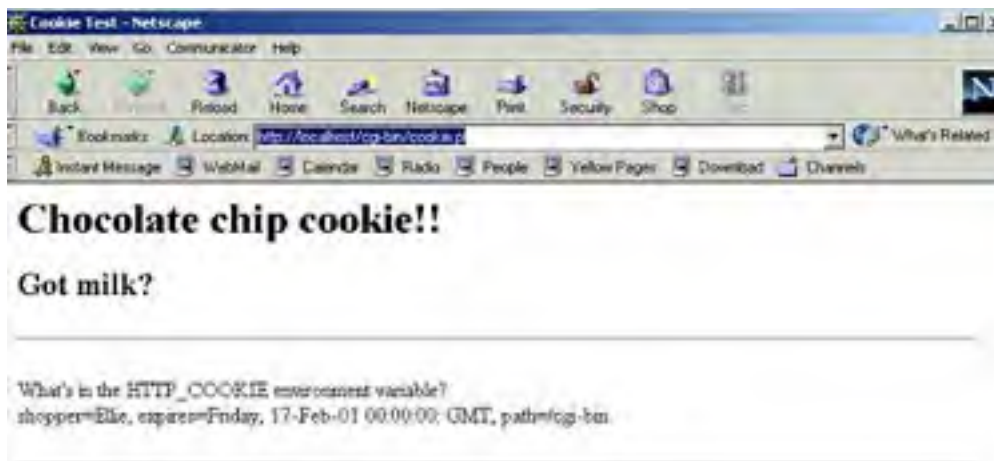 Cookie Test - Netscape
File Edit View Go Communicator Help
Back Reload Home Search Netscape Print Security Shop
Bookmarks Location: http://localhost/cgi-bin/cookie.p What's Related
Instant Message WebMail Calendar Radio People Yellow Pages Download Channels
Chocolate chip cookie!!
Got milk?
What's in the HTTP_COOKIE environment variable?
shopper=Elke, expires=Friday, 17-Feb-01 00:00:00; GMT, path=/cgi-bin